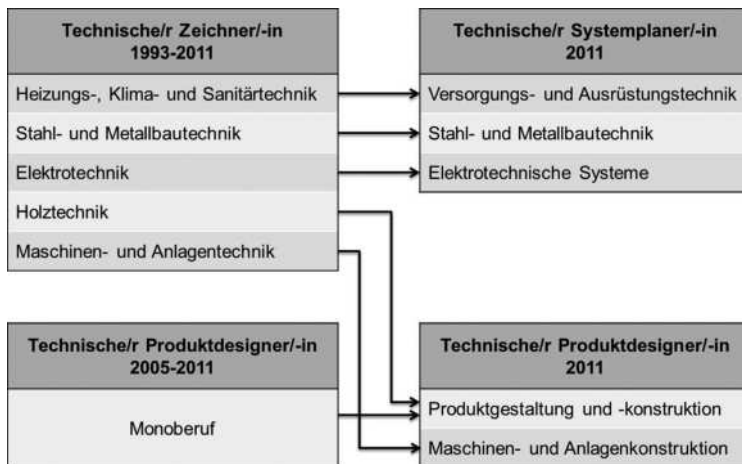 Technische/r Zeichner/-in
1993-2011
Heizungs-, Klima- und Sanitärtechnik
Stahl- und Metallbautechnik
Elektrotechnik
Holztechnik
Maschinen- und Anlagentechnik
Technische/r Systemplaner/-in
2011
Versorgungs- und Ausrüstungstechnik
Stahl- und Metallbautechnik
Elektrotechnische Systeme
Technische/r Produktdesigner/-in
2005-2011
Monoberuf
Technische/r Produktdesigner/-in
2011
Produktgestaltung und -konstruktion
Maschinen- und Anlagenkonstruktion